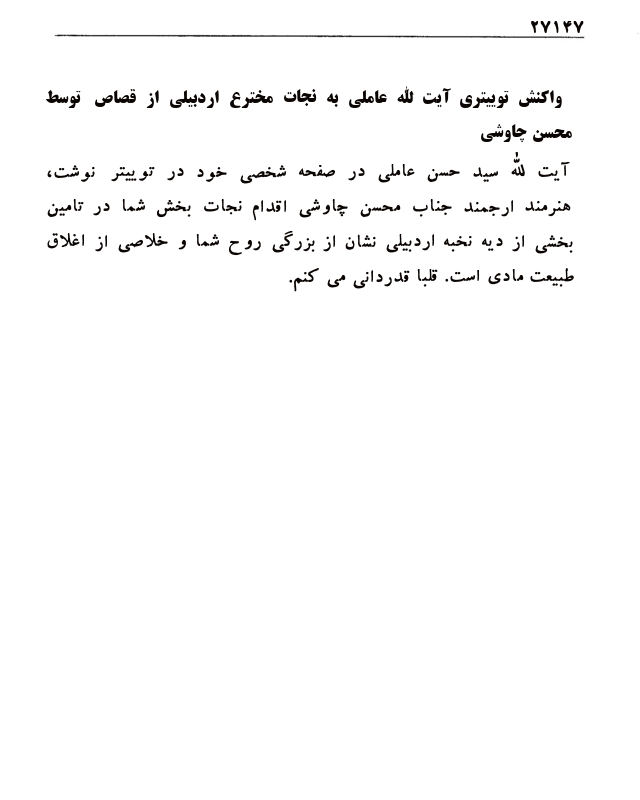 ۲۷۱۴۷
واکنش توییتری آیت لله عاملی به نجات مخترع اردبیلی از قصاص توسط
محسن چاوشی
آیت لله سید حسن عاملی در صفحه شخصی خود در توییتر نوشت،
هنرمند ارجمند جناب محسن چاوشی اقدام نجات بخش شما در تامین
بخشی از دیه نخبه اردبیلی نشان از بزرگی روح شما و خلاصی از اغلاق
طبیعت مادی است. قلبا قدردانی می کنم.